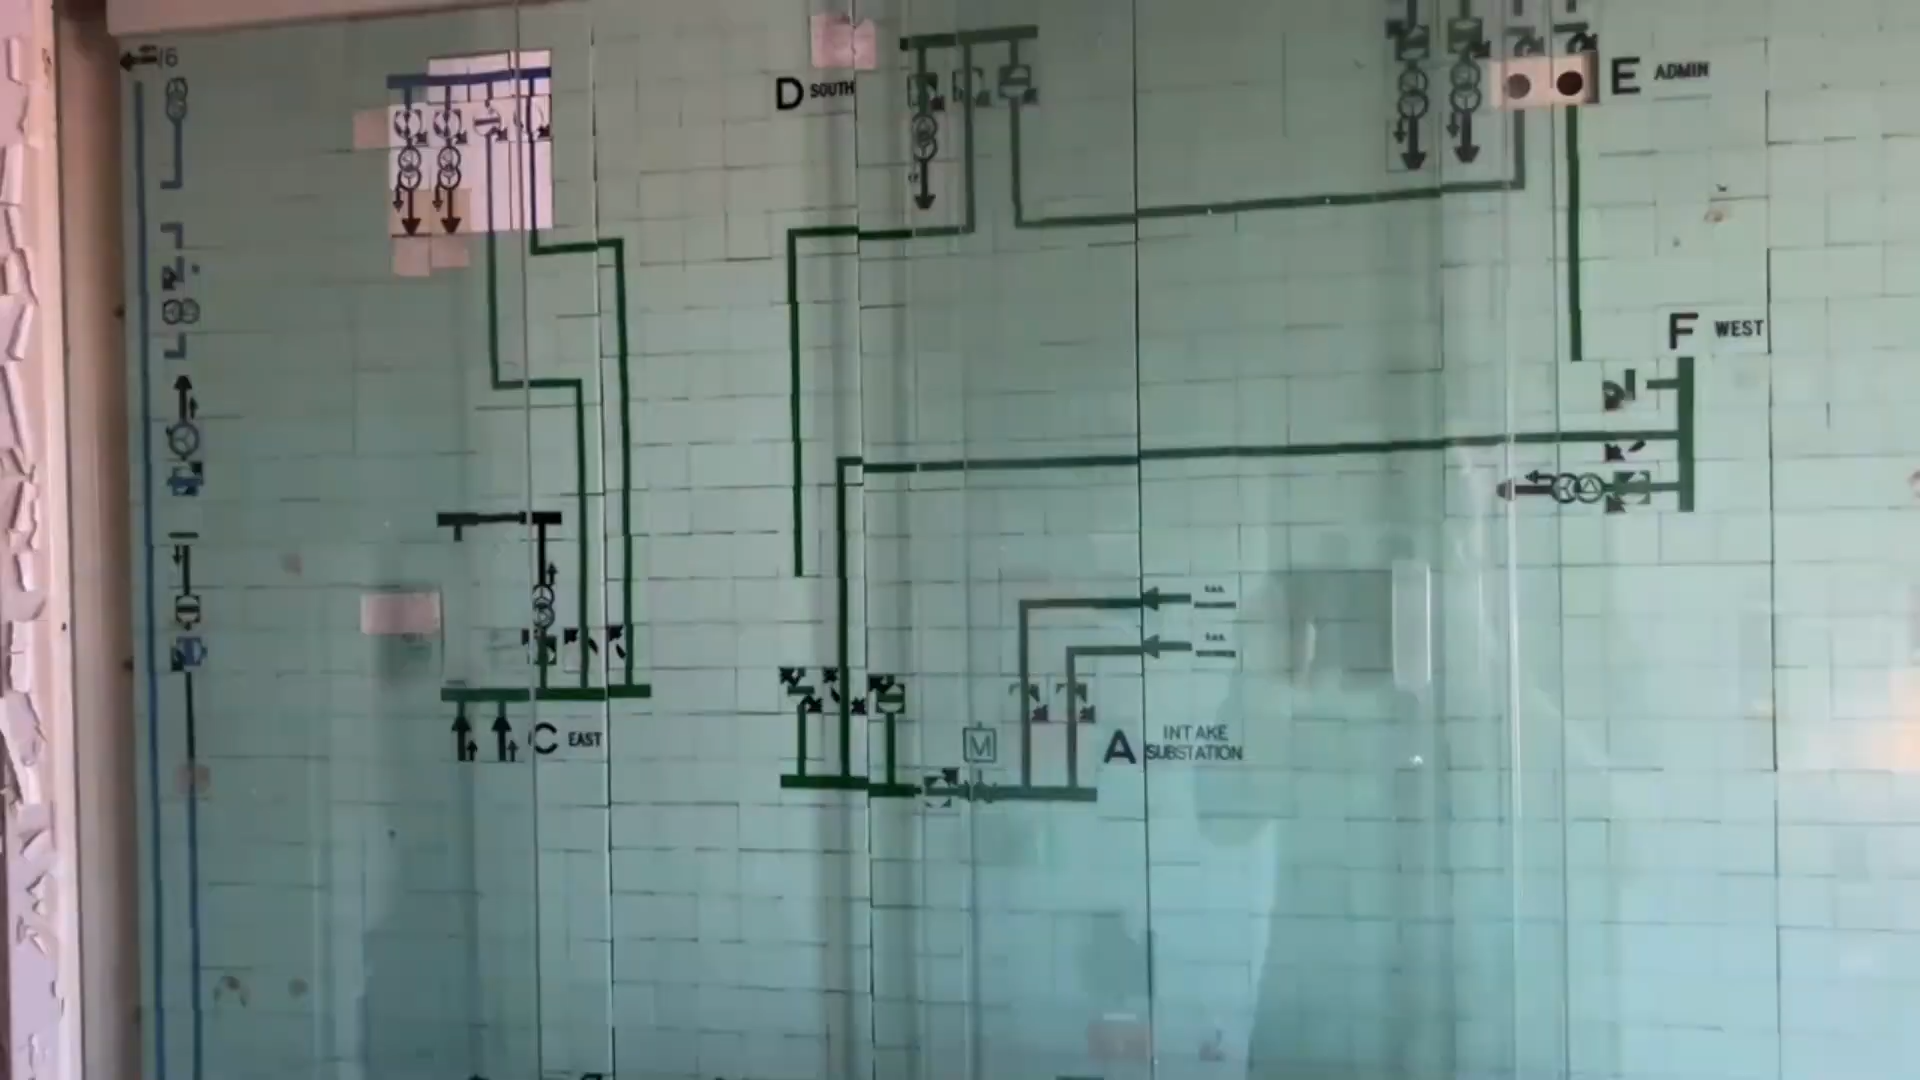 16
D SOUTH
E ADMIN
F WEST
C EAST
M
A INTAKE
SUBSTATION